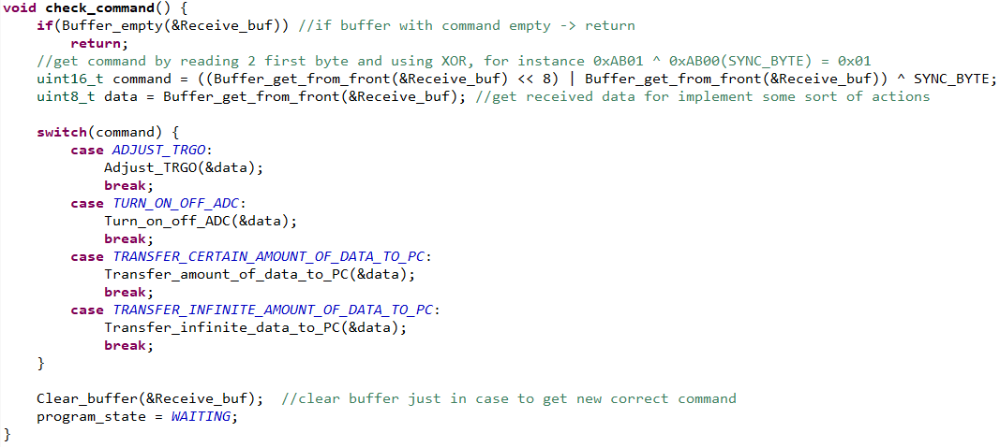 void check_command() {
    if(Buffer_empty(&Receive_buf)) //if buffer with command empty -> return
        return;
    //get command by reading 2 first byte and using XOR, for instance 0xAB01 ^ 0xAB00(SYNC_BYTE) = 0x01
    uint16_t command = ((Buffer_get_from_front(&Receive_buf) << 8) | Buffer_get_from_front(&Receive_buf)) ^ SYNC_BYTE;
    uint8_t data = Buffer_get_from_front(&Receive_buf); //get received data for implement some sort of actions

    switch(command) {
        case ADJUST_TRGO:
            Adjust_TRGO(&data);
            break;
        case TURN_ON_OFF_ADC:
            Turn_on_off_ADC(&data);
            break;
        case TRANSFER_CERTAIN_AMOUNT_OF_DATA_TO_PC:
            Transfer_amount_of_data_to_PC(&data);
            break;
        case TRANSFER_INFINITE_AMOUNT_OF_DATA_TO_PC:
            Transfer_infinite_data_to_PC(&data);
            break;
    }

    Clear_buffer(&Receive_buf);  //clear buffer just in case to get new correct command
    program_state = WAITING;
}